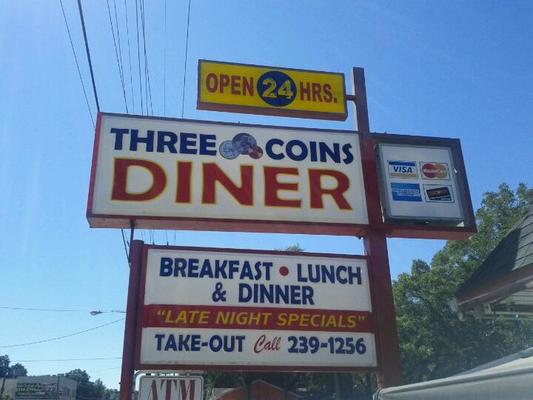 OPEN 24 HRS.
THREE COINS
DINER
VISA MasterCard
BREAKFAST • LUNCH
& DINNER
"LATE NIGHT SPECIALS"
TAKE-OUT Call 239-1256
ATM